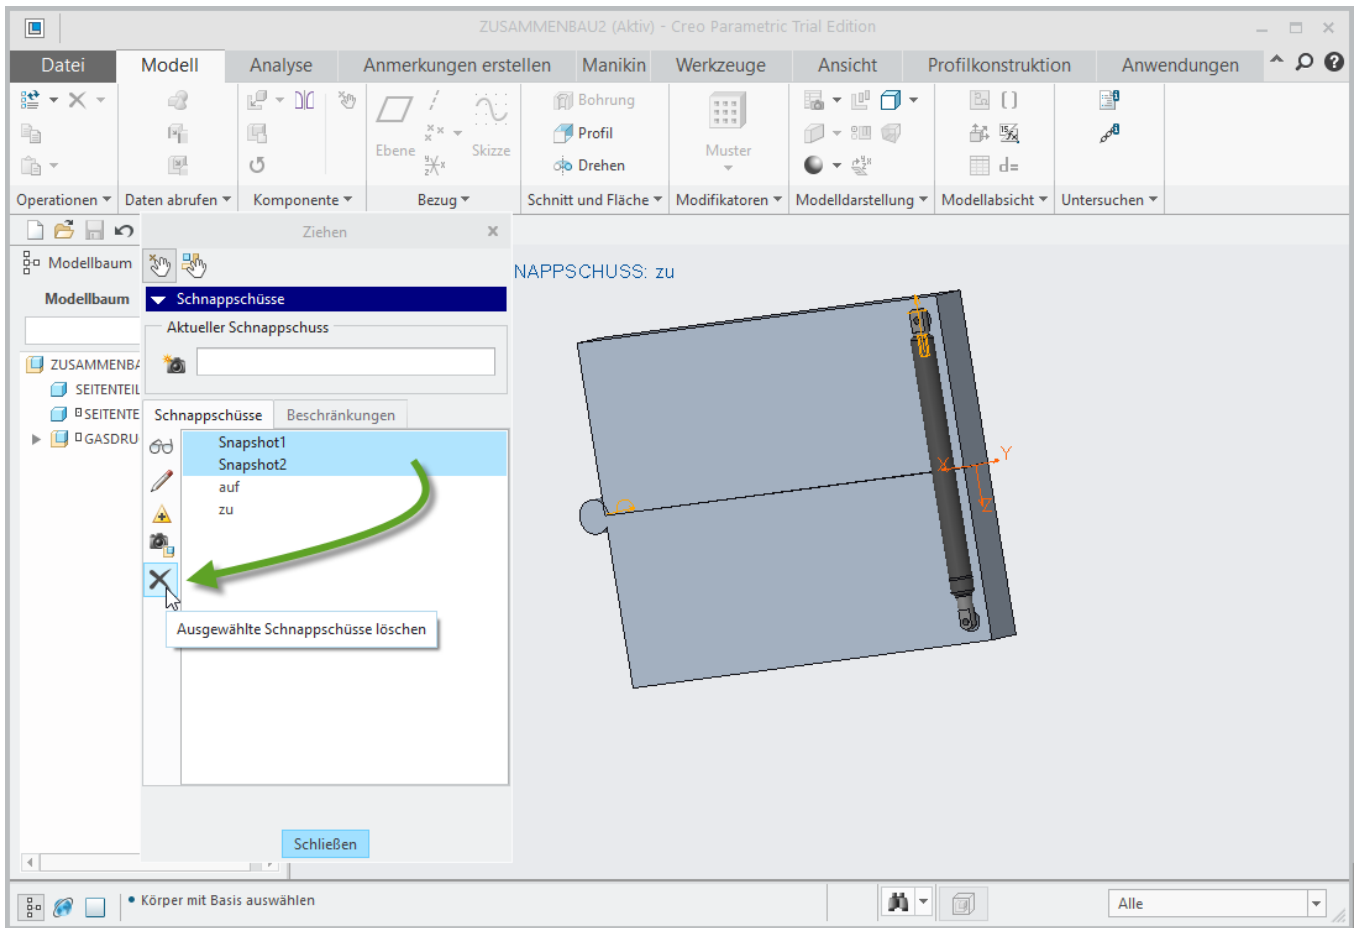 ZUSAMMENBAU2 (Aktiv) - Creo Parametric Trial Edition
Datei Modell Analyse Anmerkungen erstellen Manikin Werkzeuge Ansicht Profilkonstruktion Anwendungen
Bohrung
Profil
Ebene Skizze Muster
Drehen
d=
Operationen Daten abrufen Komponente Bezug Schnitt und Fläche Modifikatoren Modelldarstellung Modellabsicht Untersuchen
Ziehen
Modellbaum
NAPPSCHUSS: zu
Modellbaum
Schnappschüsse
Aktueller Schnappschuss
ZUSAMMENBA
SEITENTEIL
SEITENTE
GASDRU
Schnappschüsse Beschränkungen
Snapshot1
Snapshot2
auf
zu
X
Y
Z
Ausgewählte Schnappschüsse löschen
Schließen
Körper mit Basis auswählen
Alle